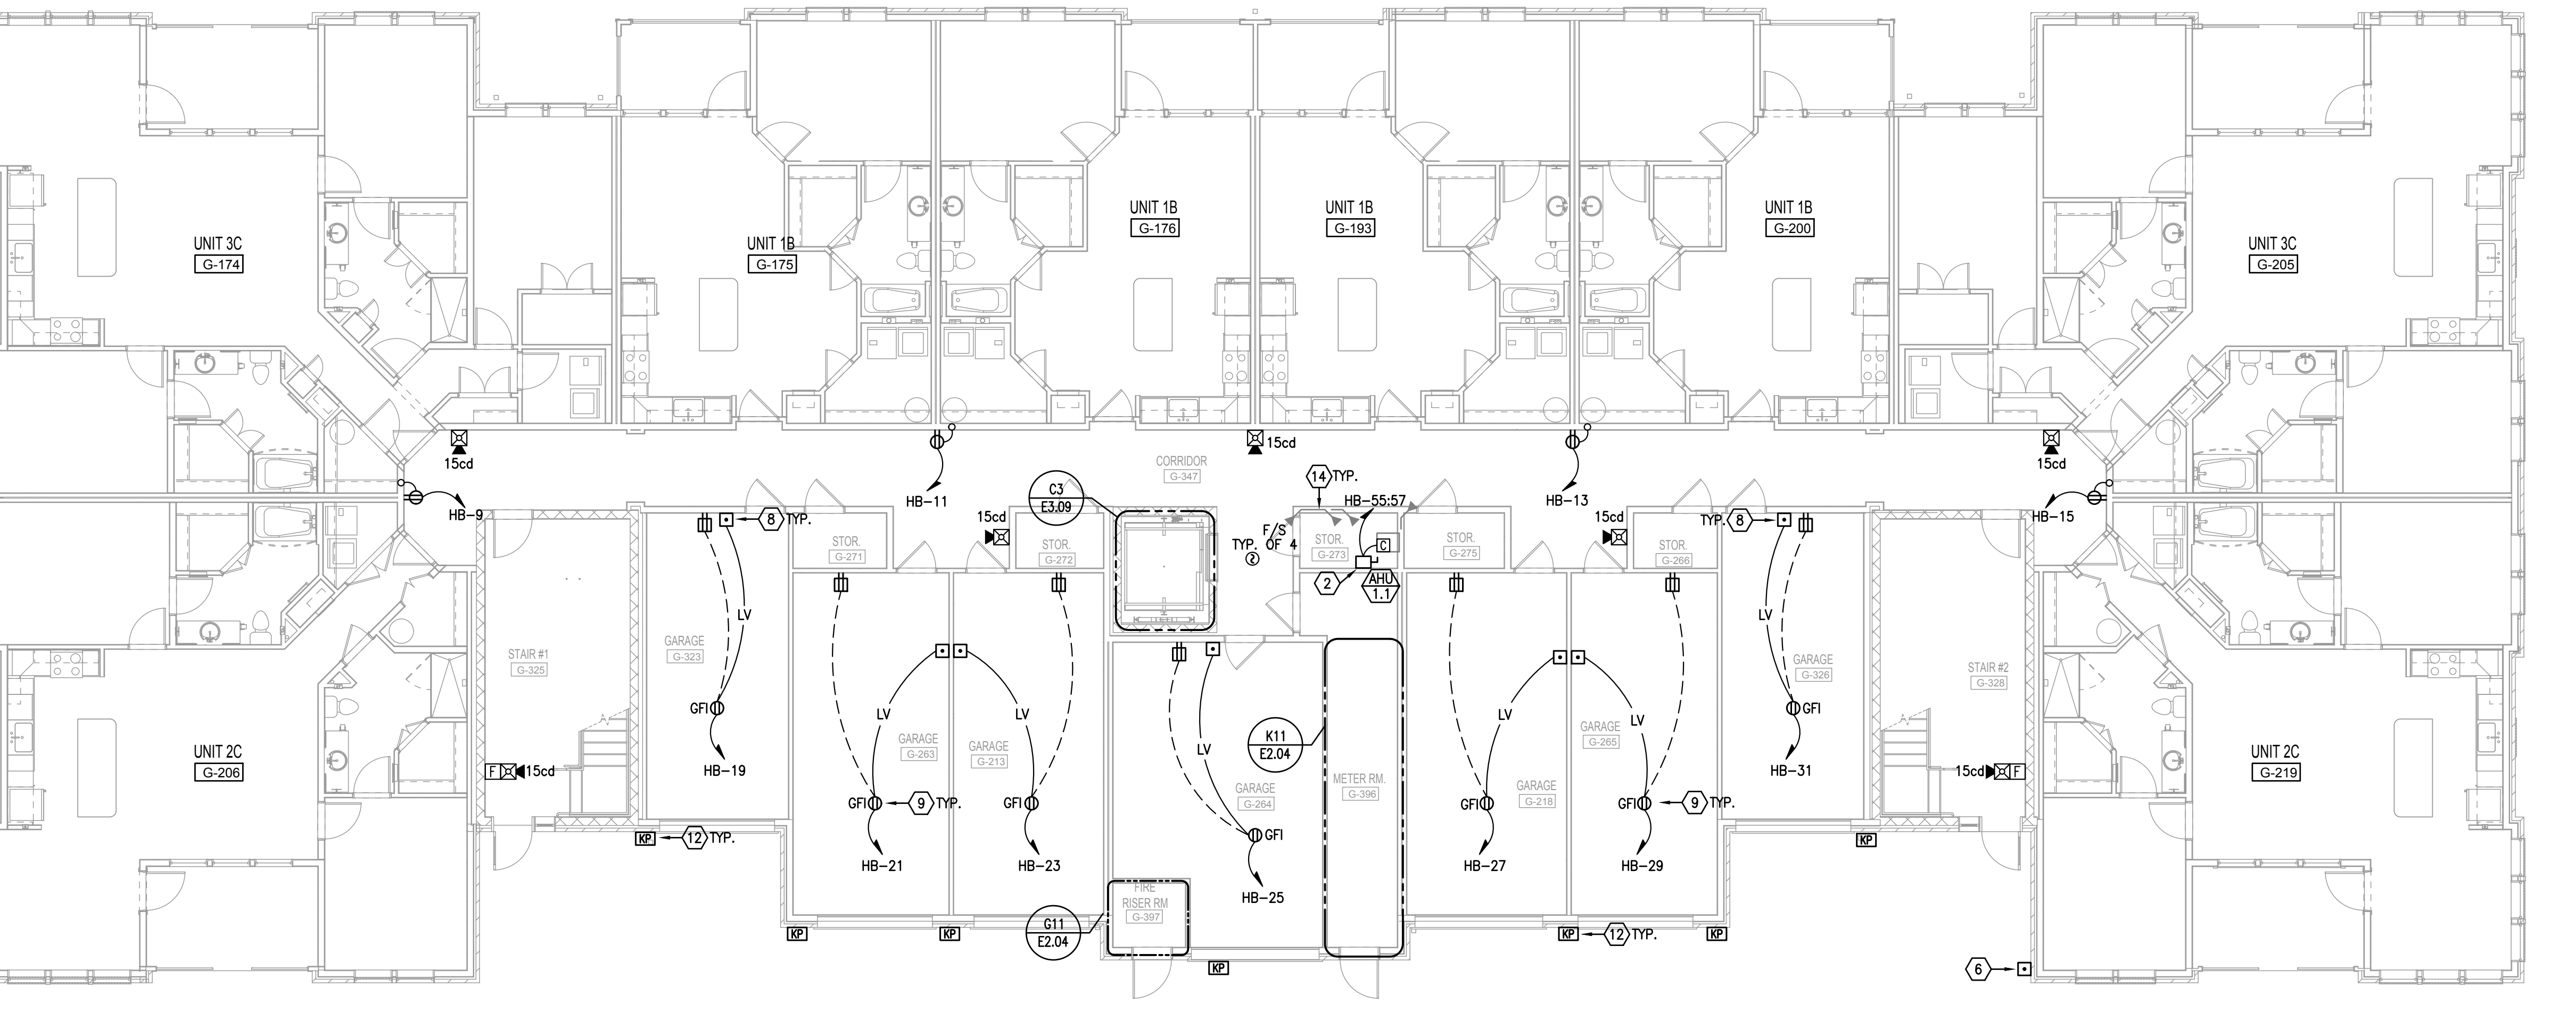 UNIT 1B
G-176
UNIT 1B
G-193
UNIT 1B
G-200
UNIT 3C
G-174
UNIT 1B
G-175
UNIT 3C
G-205
15cd
15cd
15cd
CORRIDOR
G-347
HB-9
HB-11
HB-13
HB-15
C3
E3.09
14 TYP.
HB-55:57
8 TYP.
15cd
15cd
TYP. 8
STOR.
G-271
STOR.
G-272
F/S
TYP. OF 4
2
STOR.
G-273
C
2
AHU
1.1
STOR.
G-275
STOR.
G-266
LV
LV
STAIR #1
G-325
GARAGE
G-323
GARAGE
G-326
STAIR #2
G-328
GFI
GFI
LV
LV
LV
LV
LV
GARAGE
G-263
GARAGE
G-213
K11
E2.04
GARAGE
G-265
UNIT 2C
G-206
UNIT 2C
G-219
F
15cd
HB-19
HB-31
15cd
F
METER RM.
G-396
GARAGE
G-264
GARAGE
G-218
GFI
9 TYP.
GFI
GFI
GFI
9 TYP.
GFI
KP
12 TYP.
KP
HB-21
HB-23
HB-27
HB-29
HB-25
FIRE
RISER RM
G-397
G11
E2.04
KP
KP
KP
12 TYP.
KP
KP
6